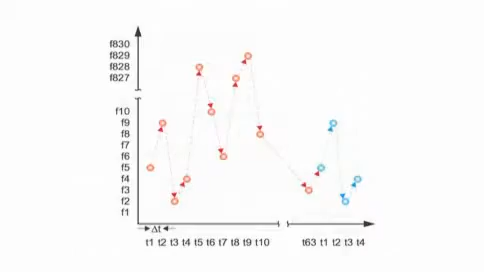 f830
f829
f828
f827
f10
f9
f8
f7
f6
f5
f4
f3
f2
f1
Δt
t1 t2 t3 t4 t5 t6 t7 t8 t9 t10 t63 t1 t2 t3 t4